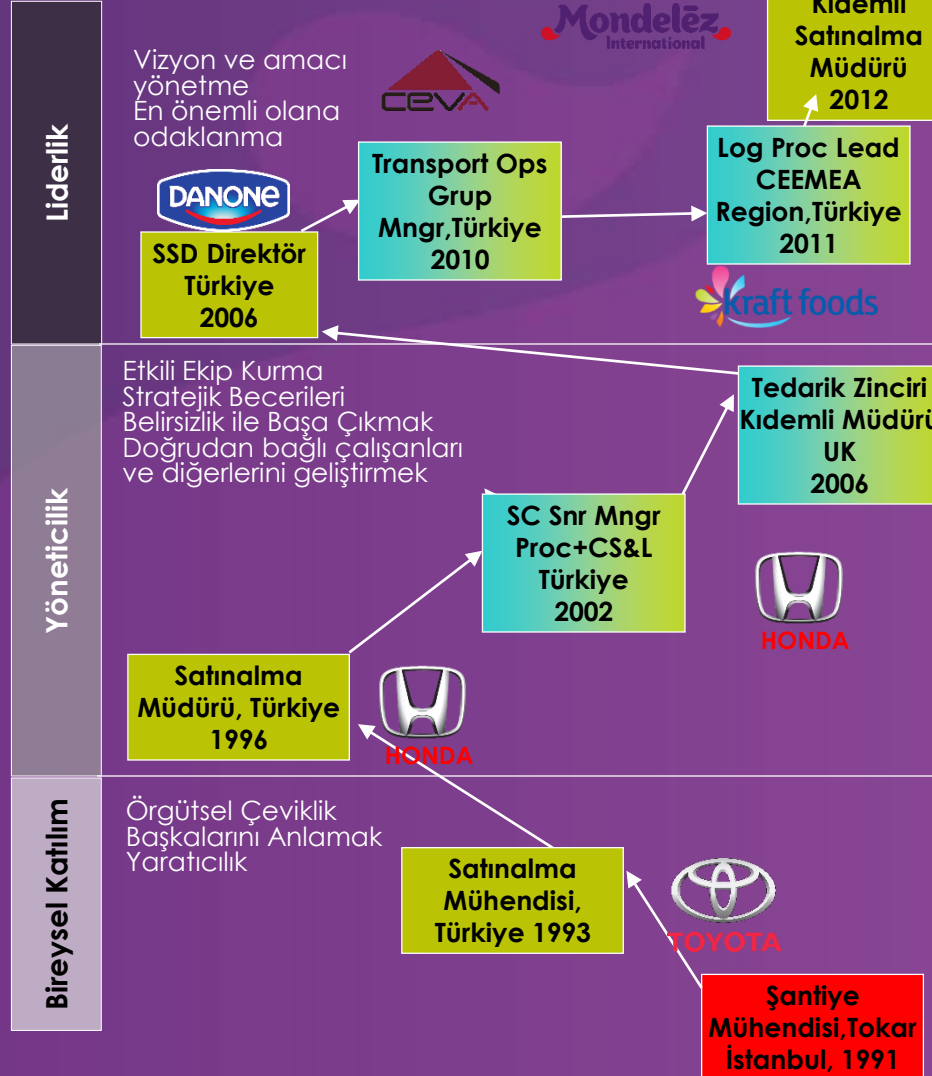 Liderlik
Vizyon ve amacı
yönetme
En önemli olana
odaklanma
DANONE
SSD Direktör
Türkiye
2006
CEVA
Transport Ops
Grup
Mngr,Türkiye
2010
Mondelēz
International
Kıdemli
Satınalma
Müdürü
2012
Log Proc Lead
CEEMEA
Region,Türkiye
2011
kraft foods
Yöneticilik
Etkili Ekip Kurma
Stratejik Becerileri
Belirsizlik ile Başa Çıkmak
Doğrudan bağlı çalışanları
ve diğerlerini geliştirmek
Tedarik Zinciri
Kıdemli Müdürü
UK
2006
SC Snr Mngr
Proc+CS&L
Türkiye
2002
HONDA
Satınalma
Müdürü, Türkiye
1996
HONDA
Bireysel Katılım
Örgütsel Çeviklik
Başkalarını Anlamak
Yaratıcılık
Satınalma
Mühendisi,
Türkiye 1993
TOYOTA
Şantiye
Mühendisi,Tokar
İstanbul, 1991